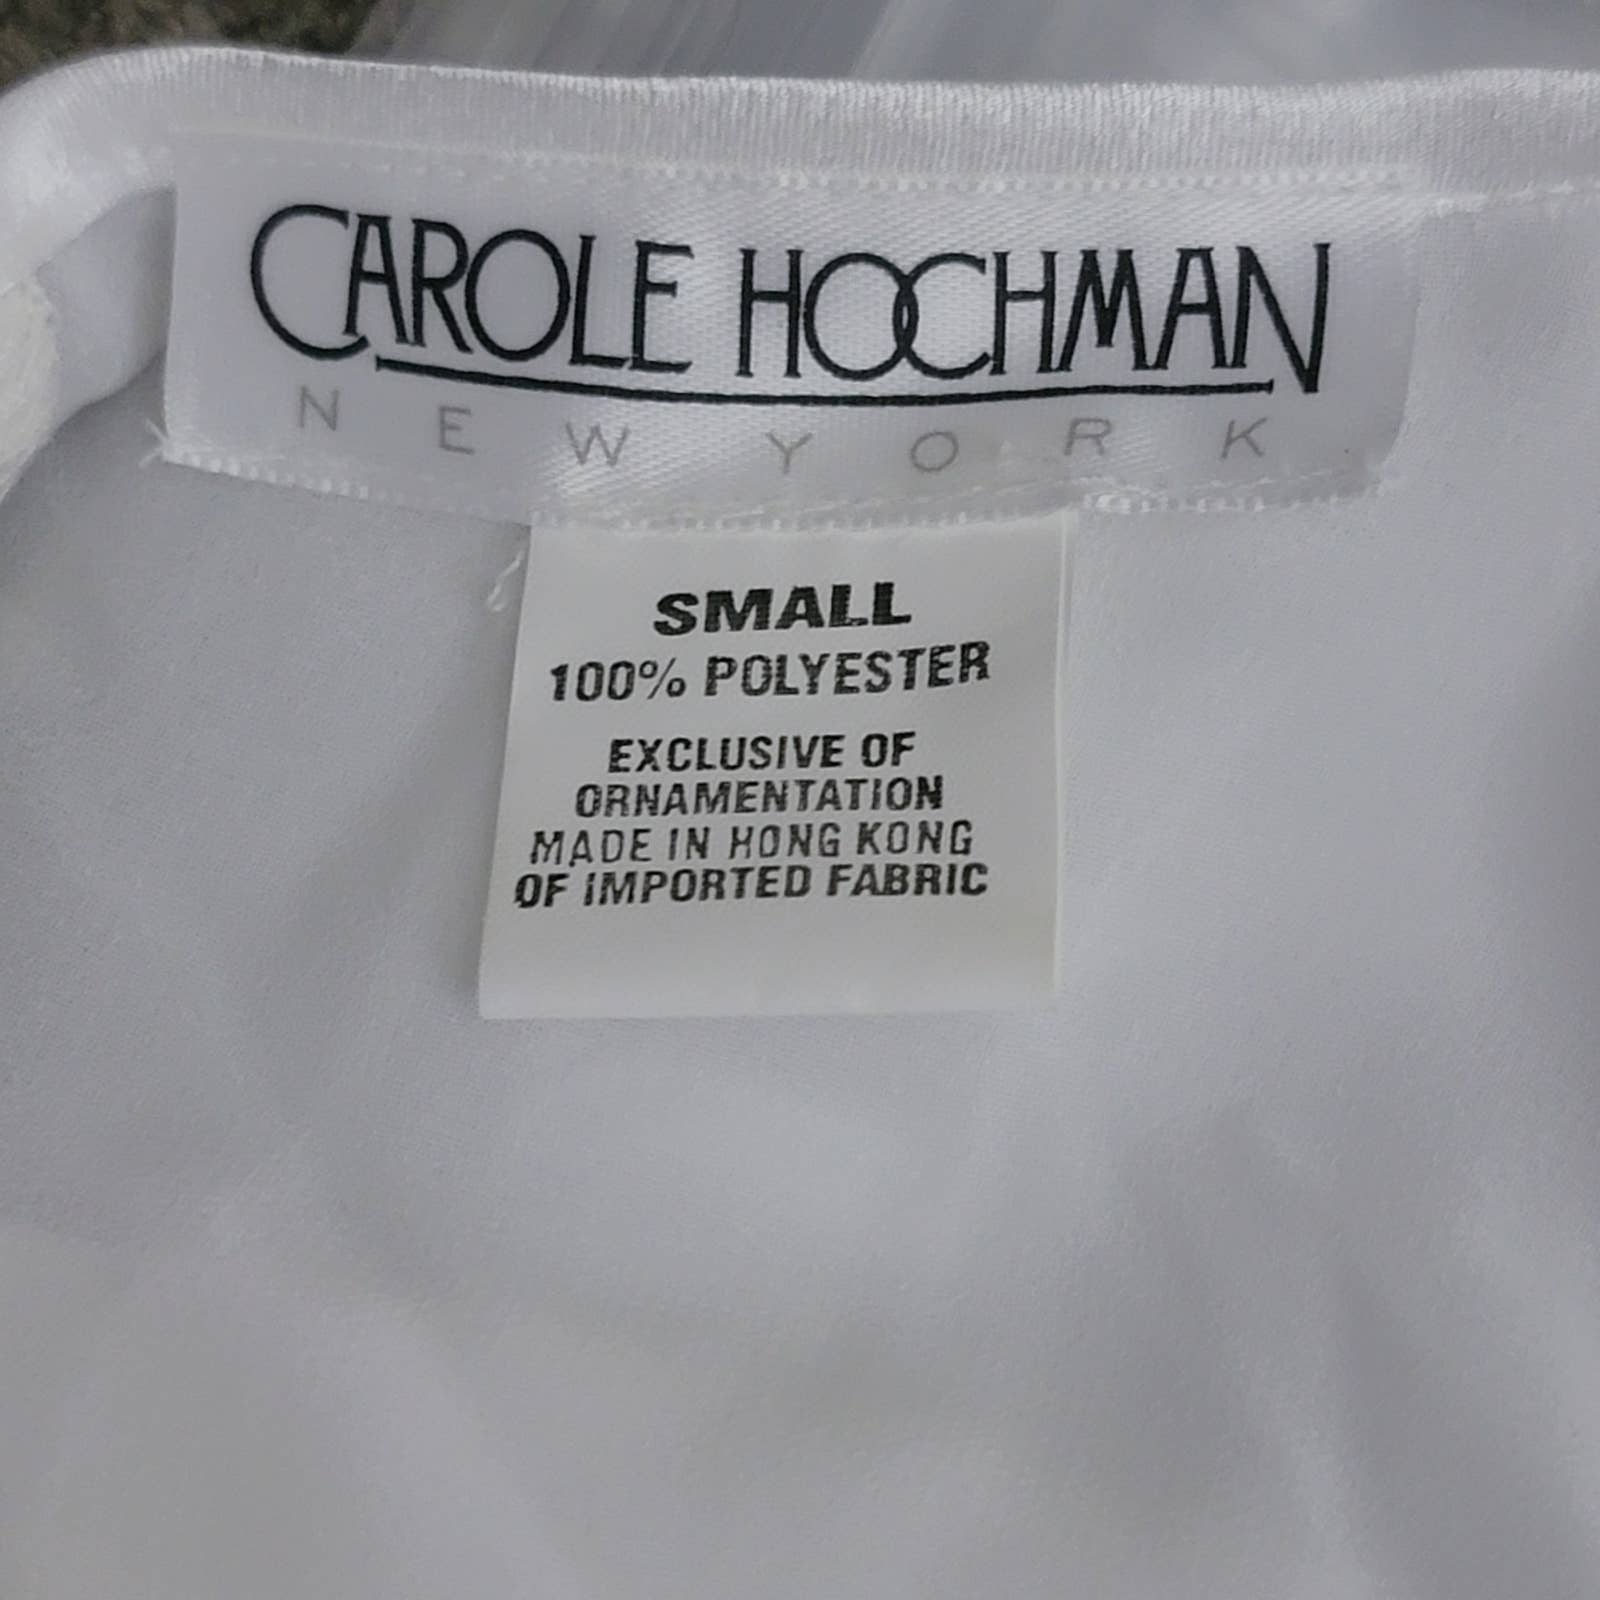 CAROLE HOCHMAN
NEW YORK
SMALL
100% POLYESTER
EXCLUSIVE OF
ORNAMENTATION
MADE IN HONG KONG
OF IMPORTED FABRIC